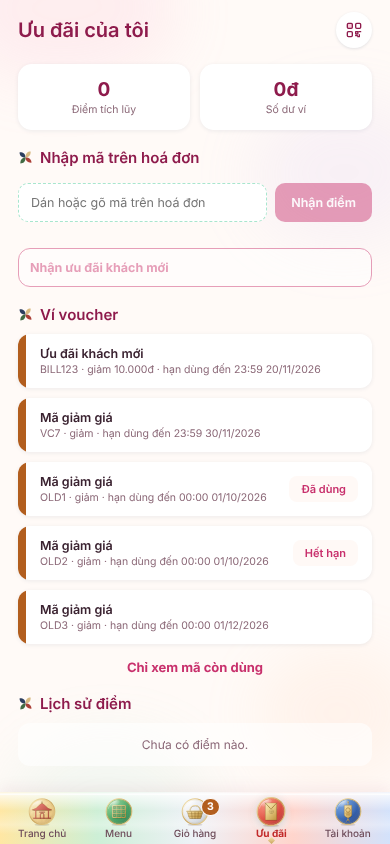 Ưu đãi của tôi
0
Điểm tích lũy
0đ
Số dư ví
Nhập mã trên hoá đơn
Dán hoặc gõ mã trên hoá đơn
Nhận điểm
Nhận ưu đãi khách mới
Ví voucher
Ưu đãi khách mới
BILL123 · giảm 10.000đ · hạn dùng đến 23:59 20/11/2026
Mã giảm giá
VC7 · giảm · hạn dùng đến 23:59 30/11/2026
Mã giảm giá
OLD1 · giảm · hạn dùng đến 00:00 01/10/2026
Đã dùng
Mã giảm giá
OLD2 · giảm · hạn dùng đến 00:00 01/10/2026
Hết hạn
Mã giảm giá
OLD3 · giảm · hạn dùng đến 00:00 01/12/2026
Chỉ xem mã còn dùng
Lịch sử điểm
Chưa có điểm nào.
3
Trang chủ
Menu
Giỏ hàng
Ưu đãi
Tài khoản